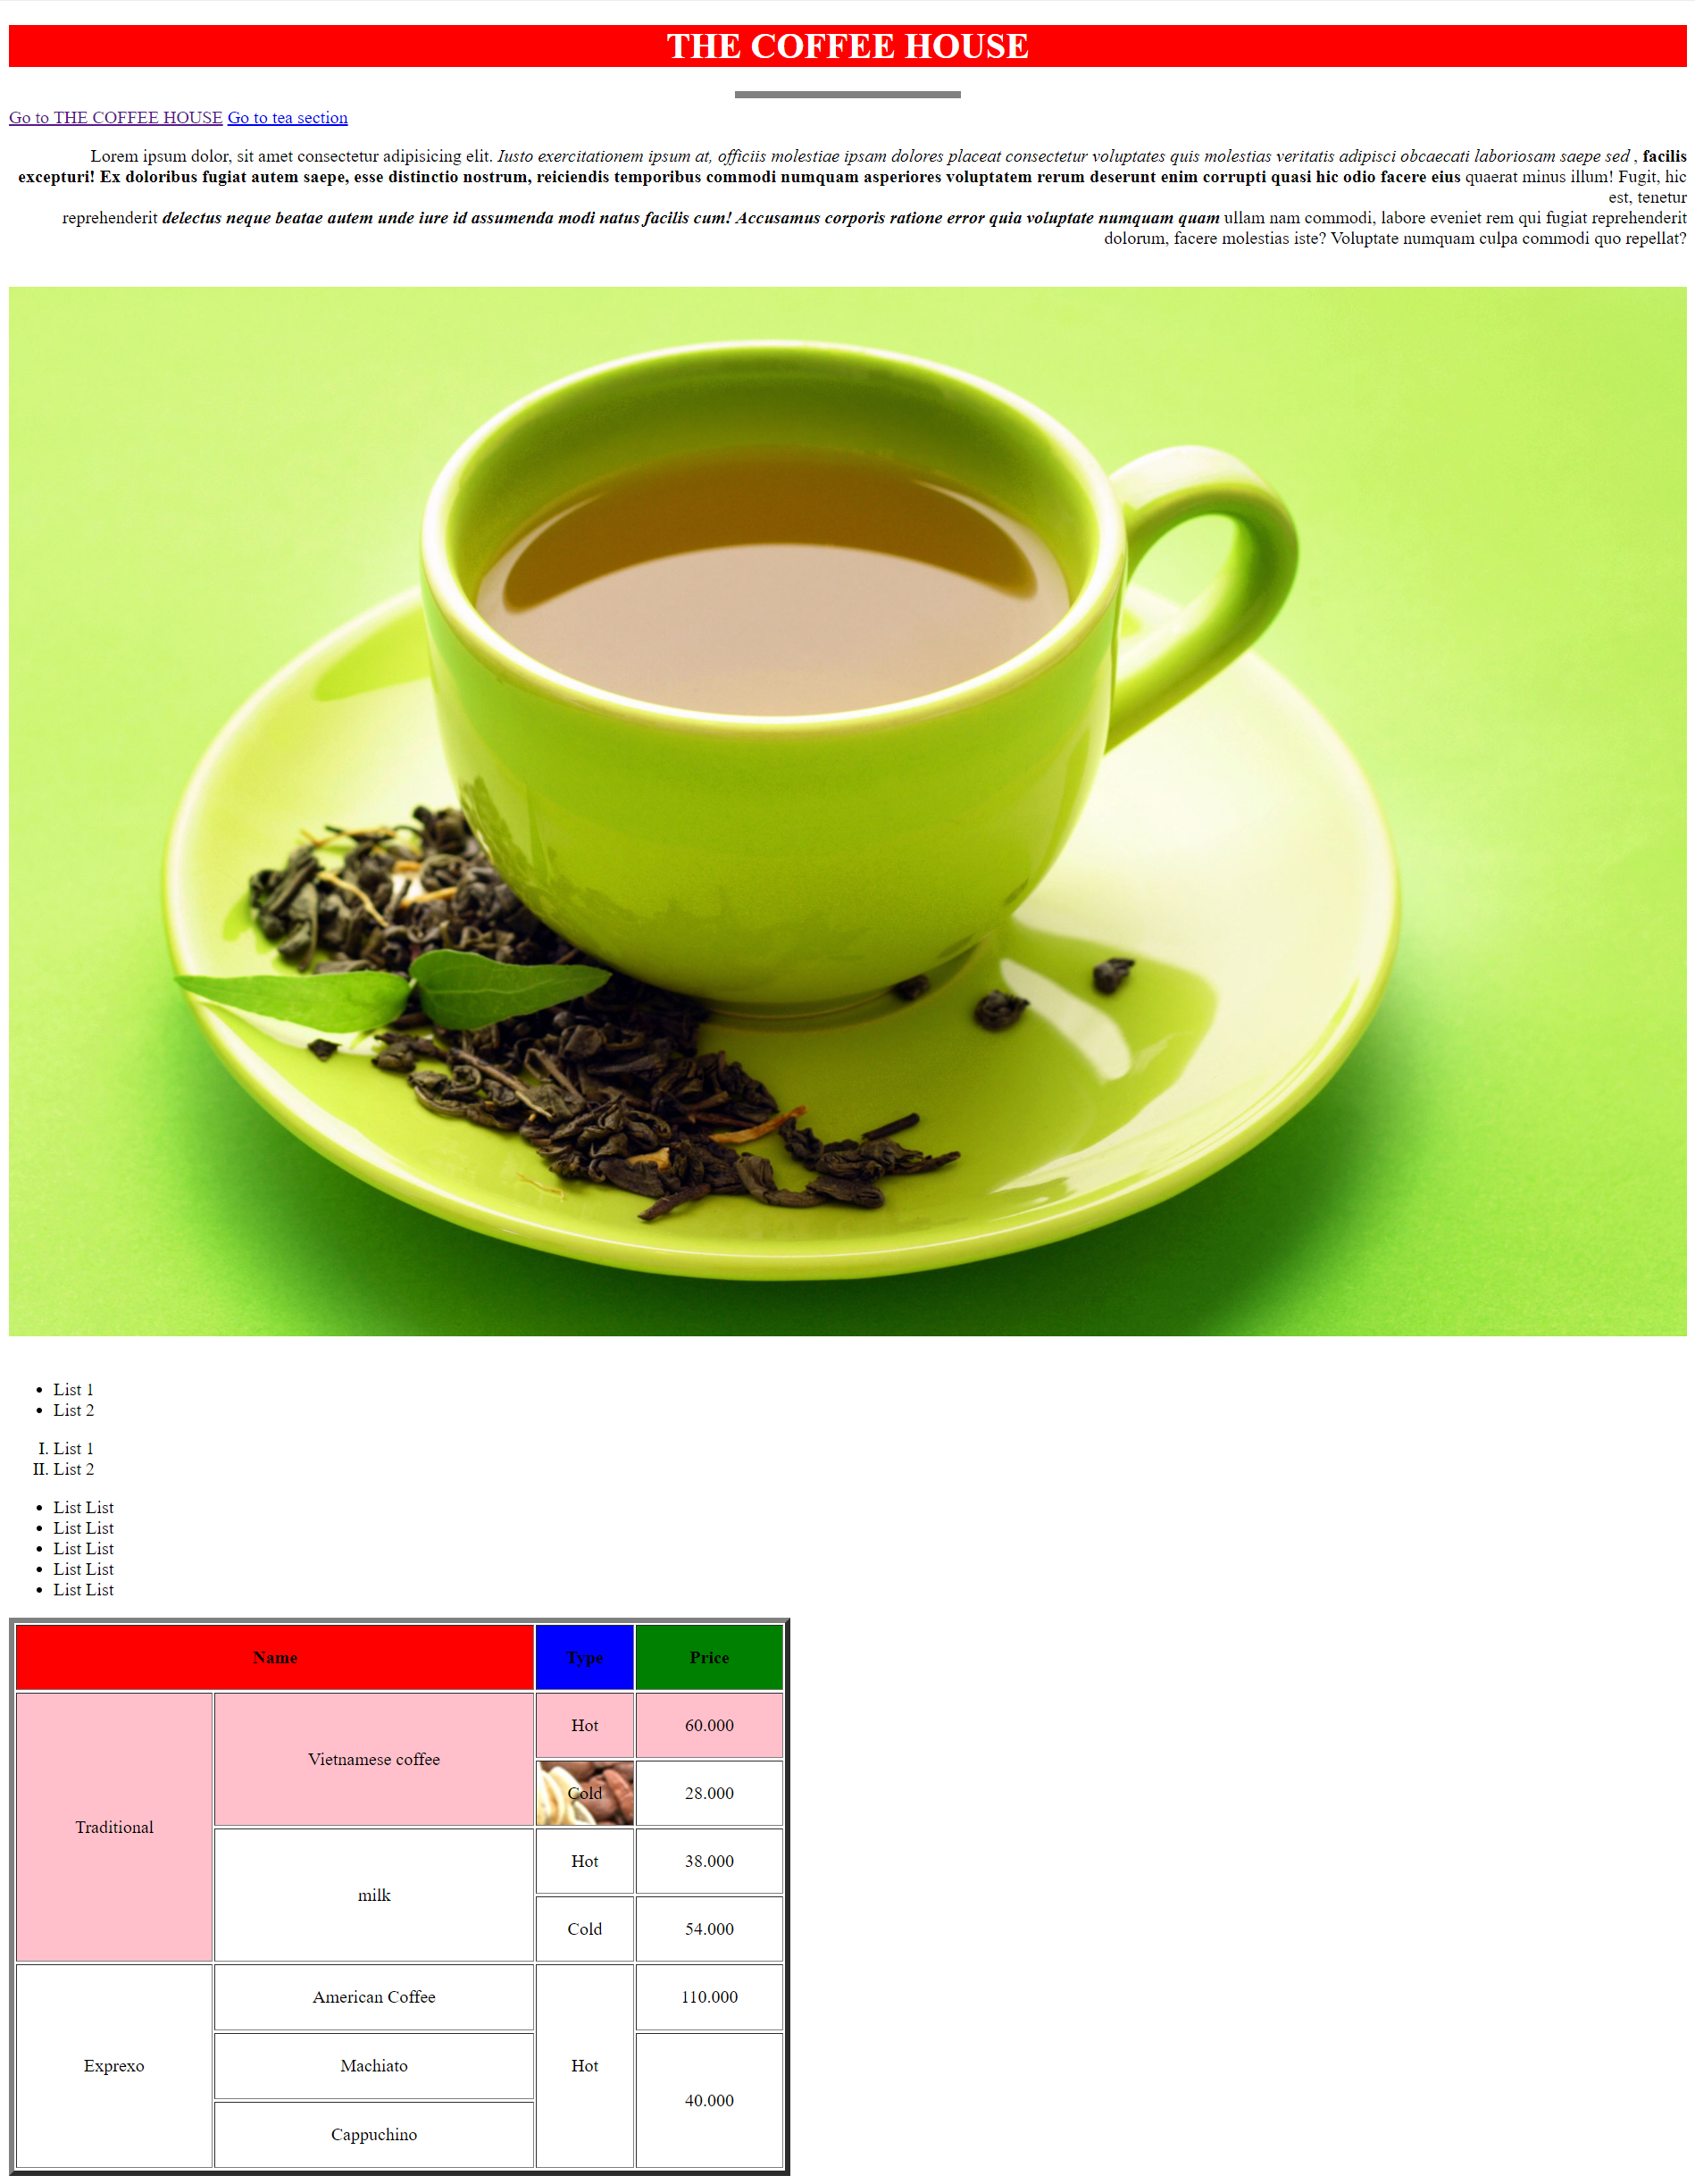 THE COFFEE HOUSE
Go to THE COFFEE HOUSE Go to tea section
Lorem ipsum dolor, sit amet consectetur adipisicing elit. Iusto exercitationem ipsum at, officiis molestiae ipsam dolores placeat consectetur voluptates quis molestias veritatis adipisci obcaecati laboriosam saepe sed , facilis
excepturi! Ex doloribus fugiat autem saepe, esse distinctio nostrum, reiciendis temporibus commodi numquam asperiores voluptatem rerum deserunt enim corrupti quasi hic odio facere eius quaerat minus illum! Fugit, hic
est, tenetur
reprehenderit delectus neque beatae autem unde iure id assumenda modi natus facilis cum! Accusamus corporis ratione error quia voluptate numquam quam ullam nam commodi, labore eveniet rem qui fugiat reprehenderit
dolorum, facere molestias iste? Voluptate numquam culpa commodi quo repellat?
• List 1
• List 2
I. List 1
II. List 2
• List List
• List List
• List List
• List List
• List List
Name Type Price
Traditional Vietnamese coffee Hot 60.000
Cold 28.000
milk Hot 38.000
Cold 54.000
Exprexo American Coffee Hot 110.000
Machiato 40.000
Cappuchino